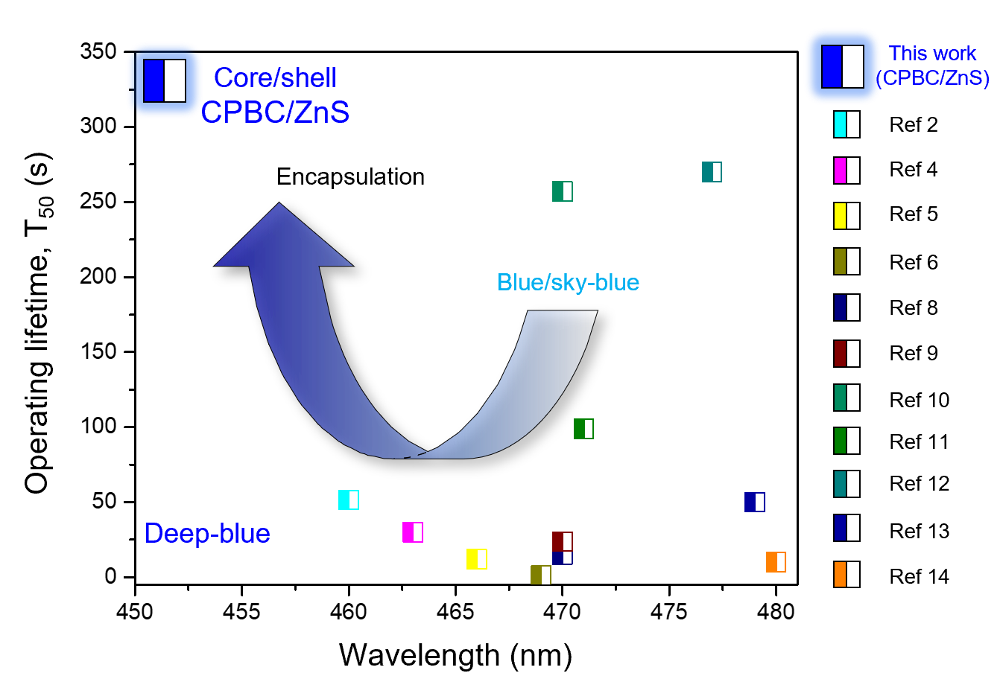 350
300
250
200
150
100
50
0
Operating lifetime, T50 (s)
Core/shell
CPBC/ZnS
Encapsulation
Blue/sky-blue
Deep-blue
450 455 460 465 470 475 480
Wavelength (nm)
This work
(CPBC/ZnS)
Ref 2
Ref 4
Ref 5
Ref 6
Ref 8
Ref 9
Ref 10
Ref 11
Ref 12
Ref 13
Ref 14